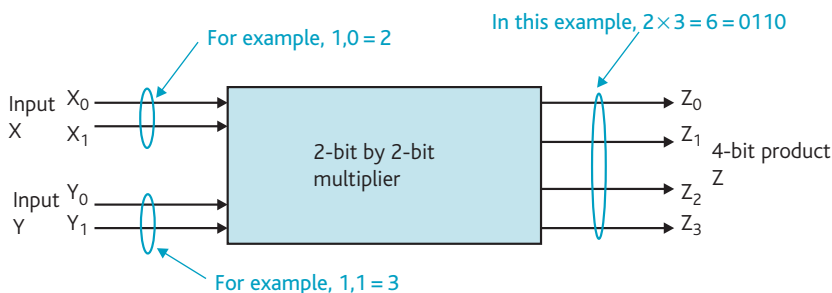 In this example, 2×3=6=0110
For example, 1,0=2
Input X
X₀
X₁
2-bit by 2-bit
multiplier
Z₀
Z₁
Z₂
Z₃
4-bit product
Z
Input
Y
Y₀
Y₁
For example, 1,1=3